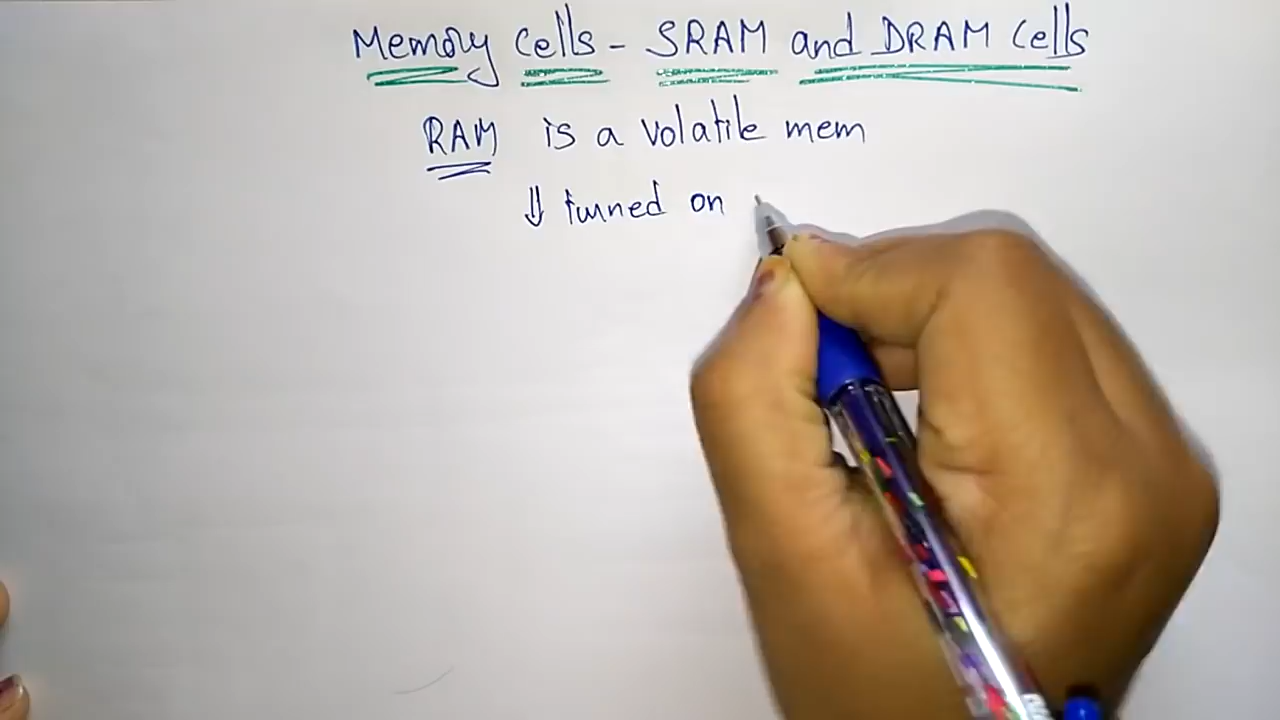 Memory Cells - SRAM and DRAM Cells
RAM is a volatile mem
⇓ turned on